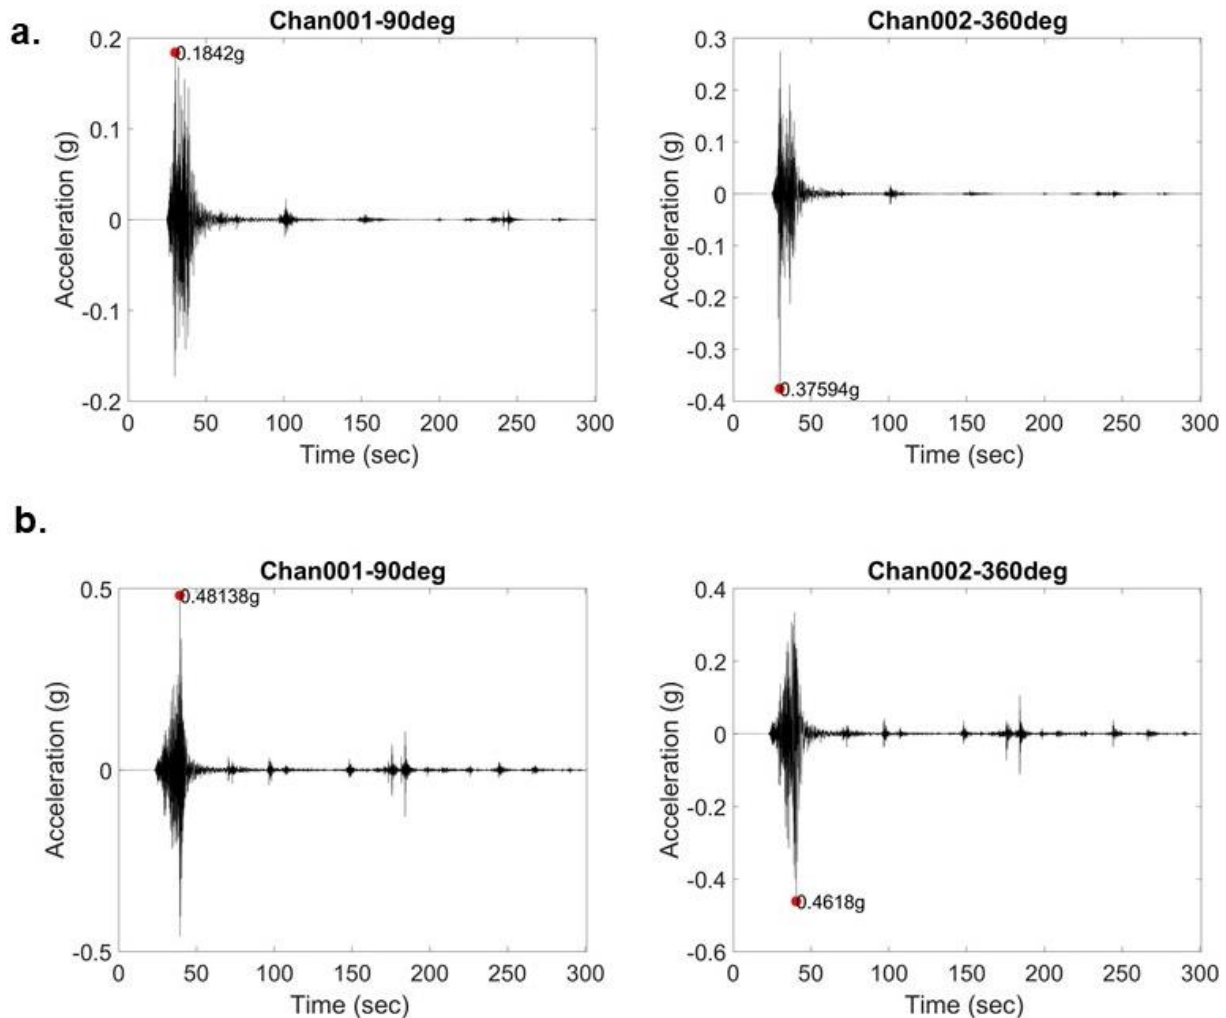 a.
Chan001-90deg
Acceleration (g)
0.2
0.1
0
-0.1
-0.2
0.1842g
0 50 100 150 200 250 300
Time (sec)
Chan002-360deg
Acceleration (g)
0.3
0.2
0.1
0
-0.1
-0.2
-0.3
-0.4
0.37594g
0 50 100 150 200 250 300
Time (sec)
b.
Chan001-90deg
Acceleration (g)
0.5
0
-0.5
0.48138g
0 50 100 150 200 250 300
Time (sec)
Chan002-360deg
Acceleration (g)
0.4
0.2
0
-0.2
-0.4
-0.6
0.4618g
0 50 100 150 200 250 300
Time (sec)